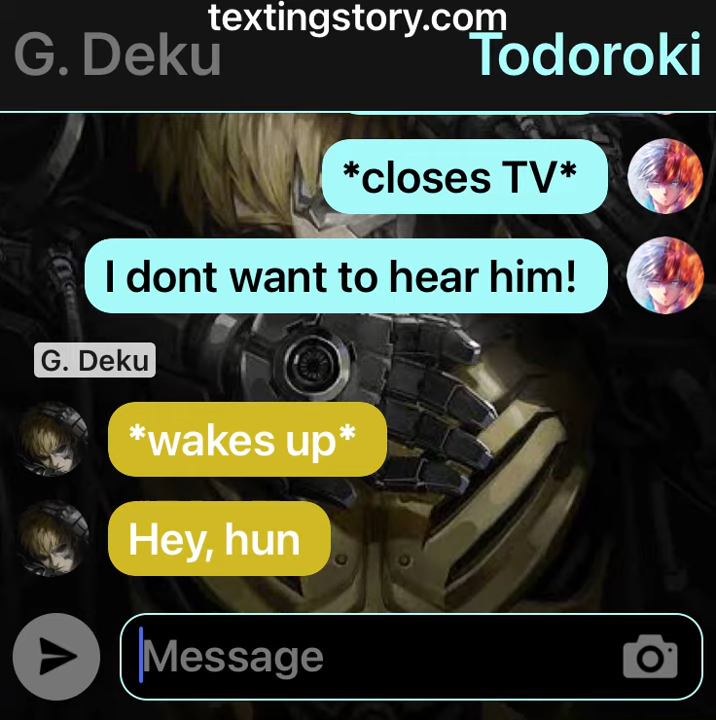 textingstory.com
G. Deku
Todoroki
*closes TV*
I dont want to hear him!
G. Deku
*wakes up*
Hey, hun
Message